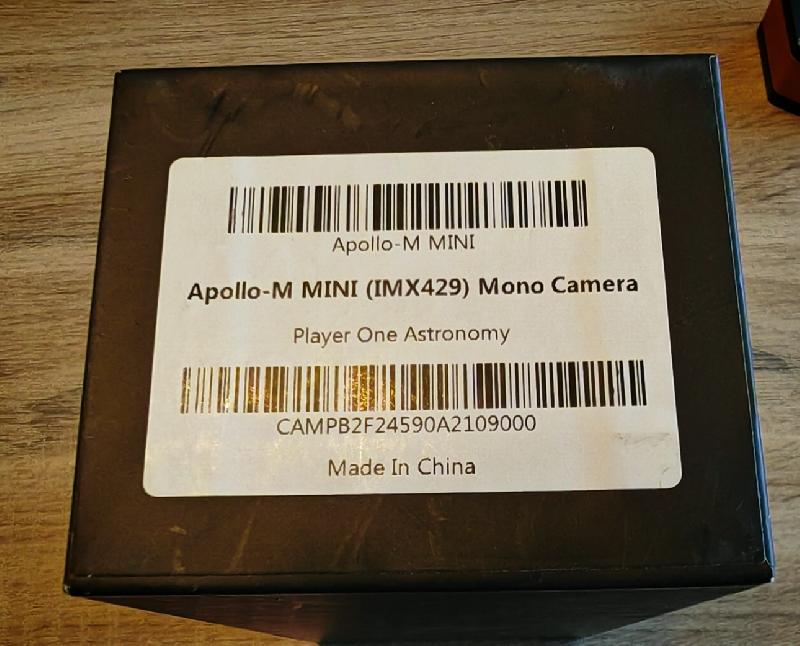 Apollo-M MINI
Apollo-M MINI (IMX429) Mono Camera
Player One Astronomy
CAMPB2F24590A2109000
Made In China